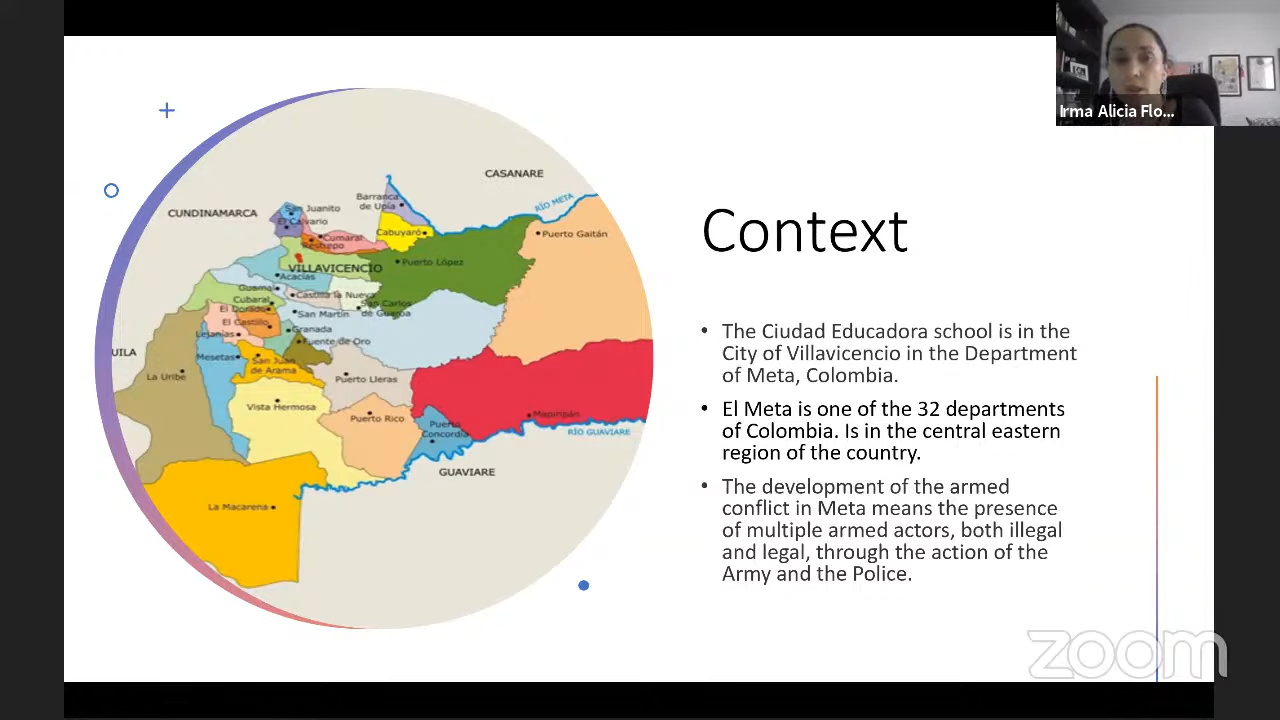 Irma Alicia Flo...
Context
• The Ciudad Educadora school is in the
City of Villavicencio in the Department
of Meta, Colombia.
• El Meta is one of the 32 departments
of Colombia. Is in the central eastern
region of the country.
• The development of the armed
conflict in Meta means the presence
of multiple armed actors, both illegal
and legal, through the action of the
Army and the Police.
CASANARE
CUNDINAMARCA
Barranca
de Upía
San Juanito
El Calvario
RÍO META
Cumaral
Restrepo
Cabuyaro
Puerto Gaitán
VILLAVICENCIO
Puerto López
Acacías
Guamal
Castilla la Nueva
Cubaral
San Carlos
de Guaroa
El Dorado
San Martín
El Castillo
Granada
Lejanías
Fuente de Oro
UILA
Mesetas
San Juan
de Arama
La Uribe
Puerto Lleras
Vista Hermosa
Puerto Rico
Mapiripán
Puerto
Concordia
RÍO GUAVIARE
GUAVIARE
La Macarena
zoom